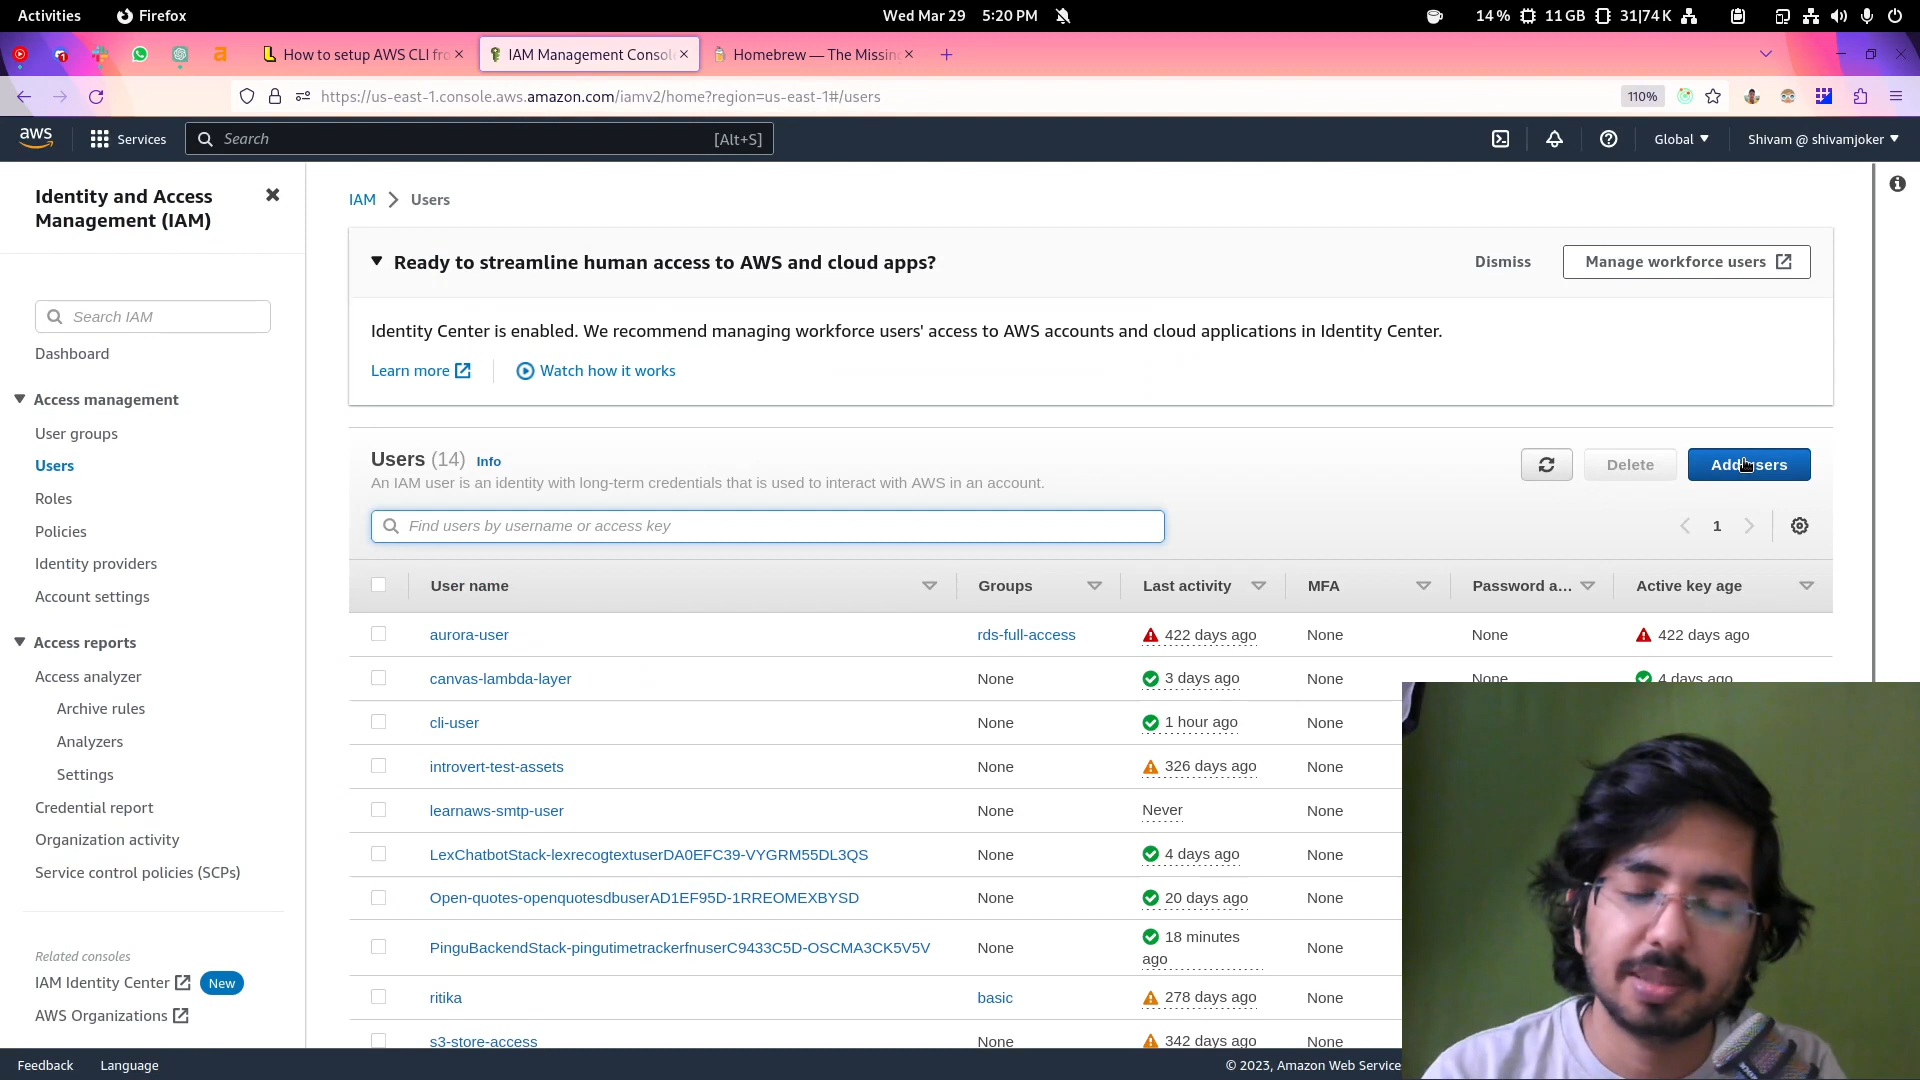 Activities Firefox Wed Mar 29 5:20 PM 14 % 11 GB 31|74 K
How to setup AWS CLI fro IAM Management Consol Homebrew — The Missing
https://us-east-1.console.aws.amazon.com/iamv2/home?region=us-east-1#/users 110%
aws Services Search [Alt+S] Global Shivam @ shivamjoker
Identity and Access
Management (IAM)
Search IAM
Dashboard
Access management
User groups
Users
Roles
Policies
Identity providers
Account settings
Access reports
Access analyzer
Archive rules
Analyzers
Settings
Credential report
Organization activity
Service control policies (SCPs)
Related consoles
IAM Identity Center New
AWS Organizations
IAM > Users
Ready to streamline human access to AWS and cloud apps? Dismiss Manage workforce users
Identity Center is enabled. We recommend managing workforce users' access to AWS accounts and cloud applications in Identity Center.
Learn more Watch how it works
Users (14) Info
An IAM user is an identity with long-term credentials that is used to interact with AWS in an account.
Delete Add users
Find users by username or access key 1
User name Groups Last activity MFA Password a... Active key age
aurora-user rds-full-access 422 days ago None None 422 days ago
canvas-lambda-layer None 3 days ago None None 4 days ago
cli-user None 1 hour ago None
introvert-test-assets None 326 days ago None
learnaws-smtp-user None Never None
LexChatbotStack-lexrecogtextuserDA0EFC39-VYGRM55DL3QS None 4 days ago None
Open-quotes-openquotesdbuserAD1EF95D-1RREOMEXBYSD None 20 days ago None
PinguBackendStack-pingutimetrackerfnuserC9433C5D-OSCMA3CK5V5V None 18 minutes ago None
ritika basic 278 days ago None
s3-store-access None 342 days ago None
Feedback Language © 2023, Amazon Web Service